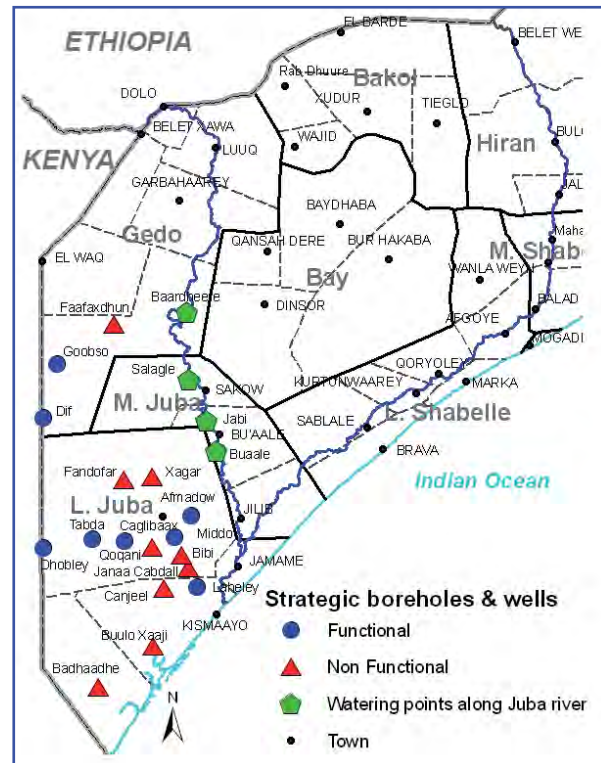 EL BARDE
ETHIOPIA
BELET WE
Rab Dhuure
Bakol
DOLO
XUDUR
TIEGLO
BELET XAWA
Hiran
KENYA
WAJID
LUUQ
BUL
GARBAHAAREY
JAL
BAYDHABA
Gedo
QANSAH DERE
BUR HAKABA
Maha
M. Shab
EL WAQ
Bay
WANLA WEYN
Baardheere
DINSOR
BALAD
Faafaxdhun
AFGOYE
MOGADI
Goobso
Salagle
QORYOLEY
SAKOW
KURTUNWAAREY
MARKA
M. Juba
Dif
L. Shabelle
Jabi
SABLALE
BU'AALE
Buaale
BRAVA
Fandofar
Xagar
Indian Ocean
L. Juba
Afmadow
JILIB
Tabda
Caglibaax
Middo
Dhobley
Qoqani
Bibi
Janaa Cabdall
JAMAME
Canjeel
Laheley
Strategic boreholes & wells
KISMAAYO
Functional
Buulo Xaaji
Non Functional
Badhaadhe
N
Watering points along Juba river
Town